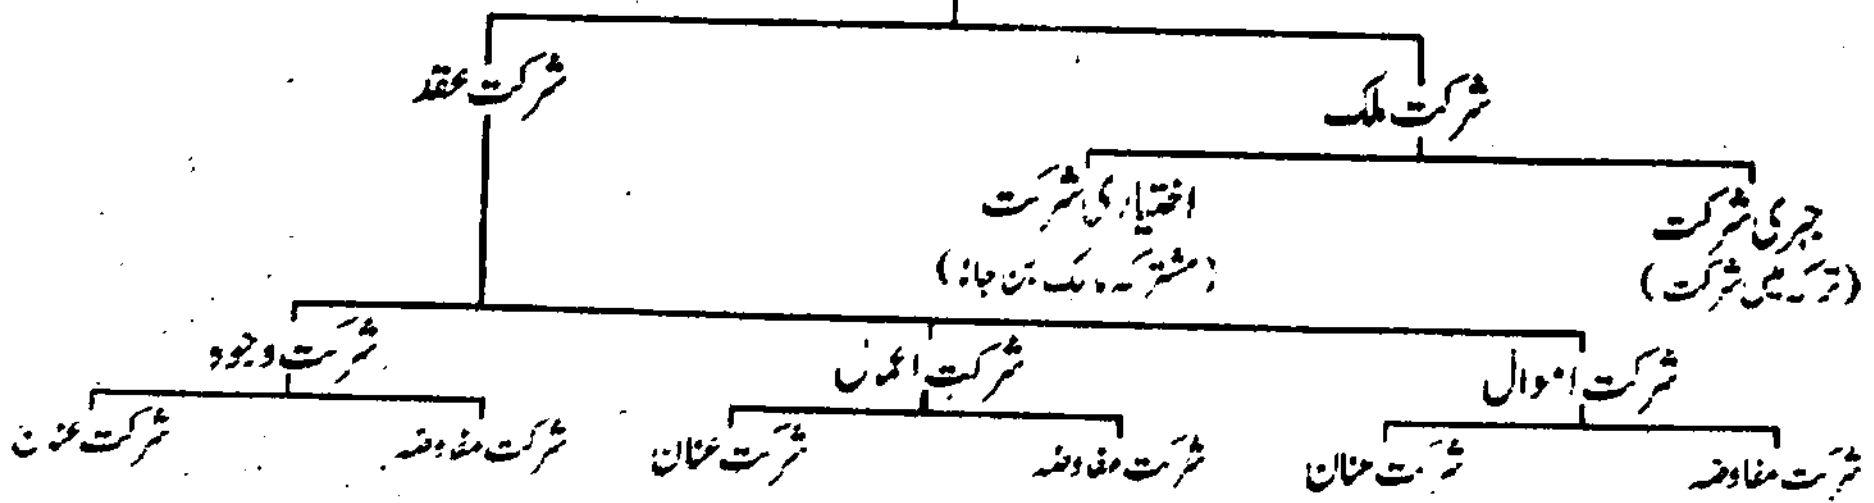 شرکت ملک
شرکت عقد
جبری شرکت
(ترکہ میں شرکت)
اختیاری شرکت
(مشترکہ مالک بن جانا)
شرکت اموال
شرکت اعمال
شرکت وجوہ
شرکت مفاوضہ
شرکت عنان
شرکت مفاوضہ
شرکت عنان
شرکت مفاوضہ
شرکت عنان